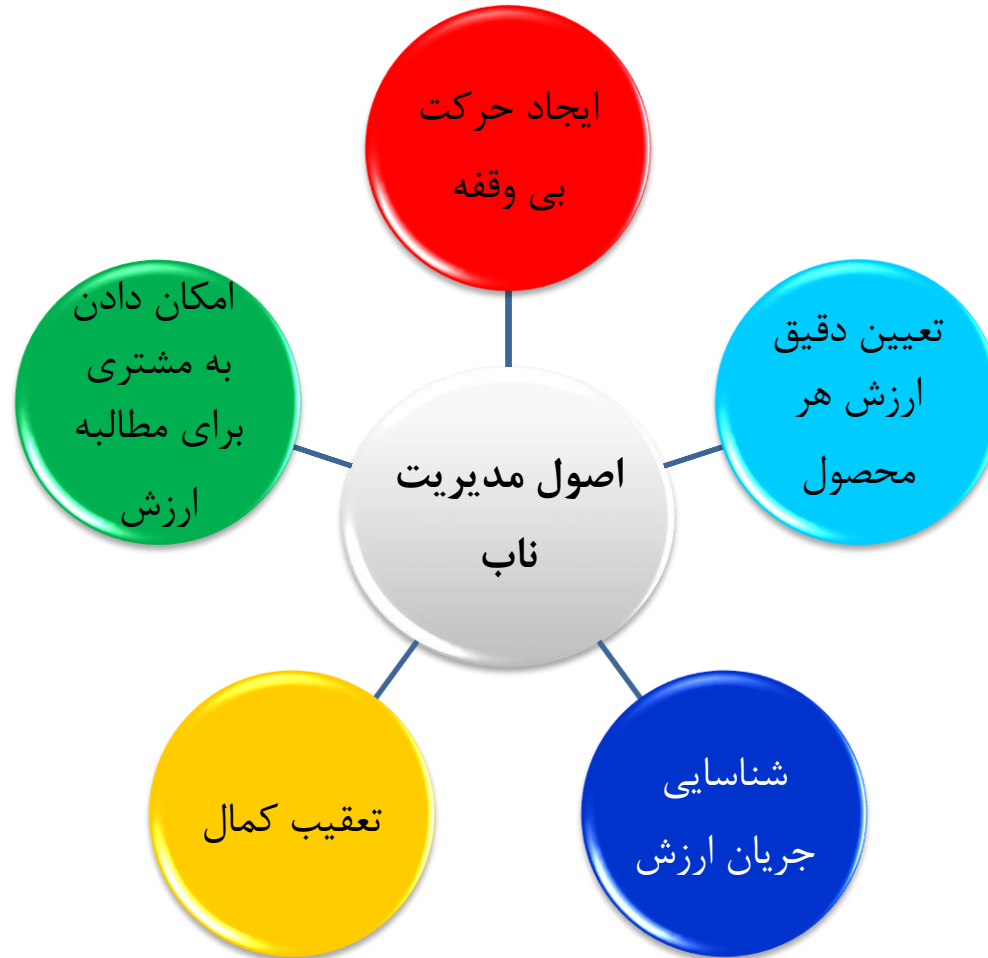 ایجاد حرکت
بی وقفه
تعیین دقیق
ارزش هر
محصول
امکان دادن
به مشتری
برای مطالبه
ارزش
اصول مدیریت
ناب
شناسایی
جریان ارزش
تعقیب کمال